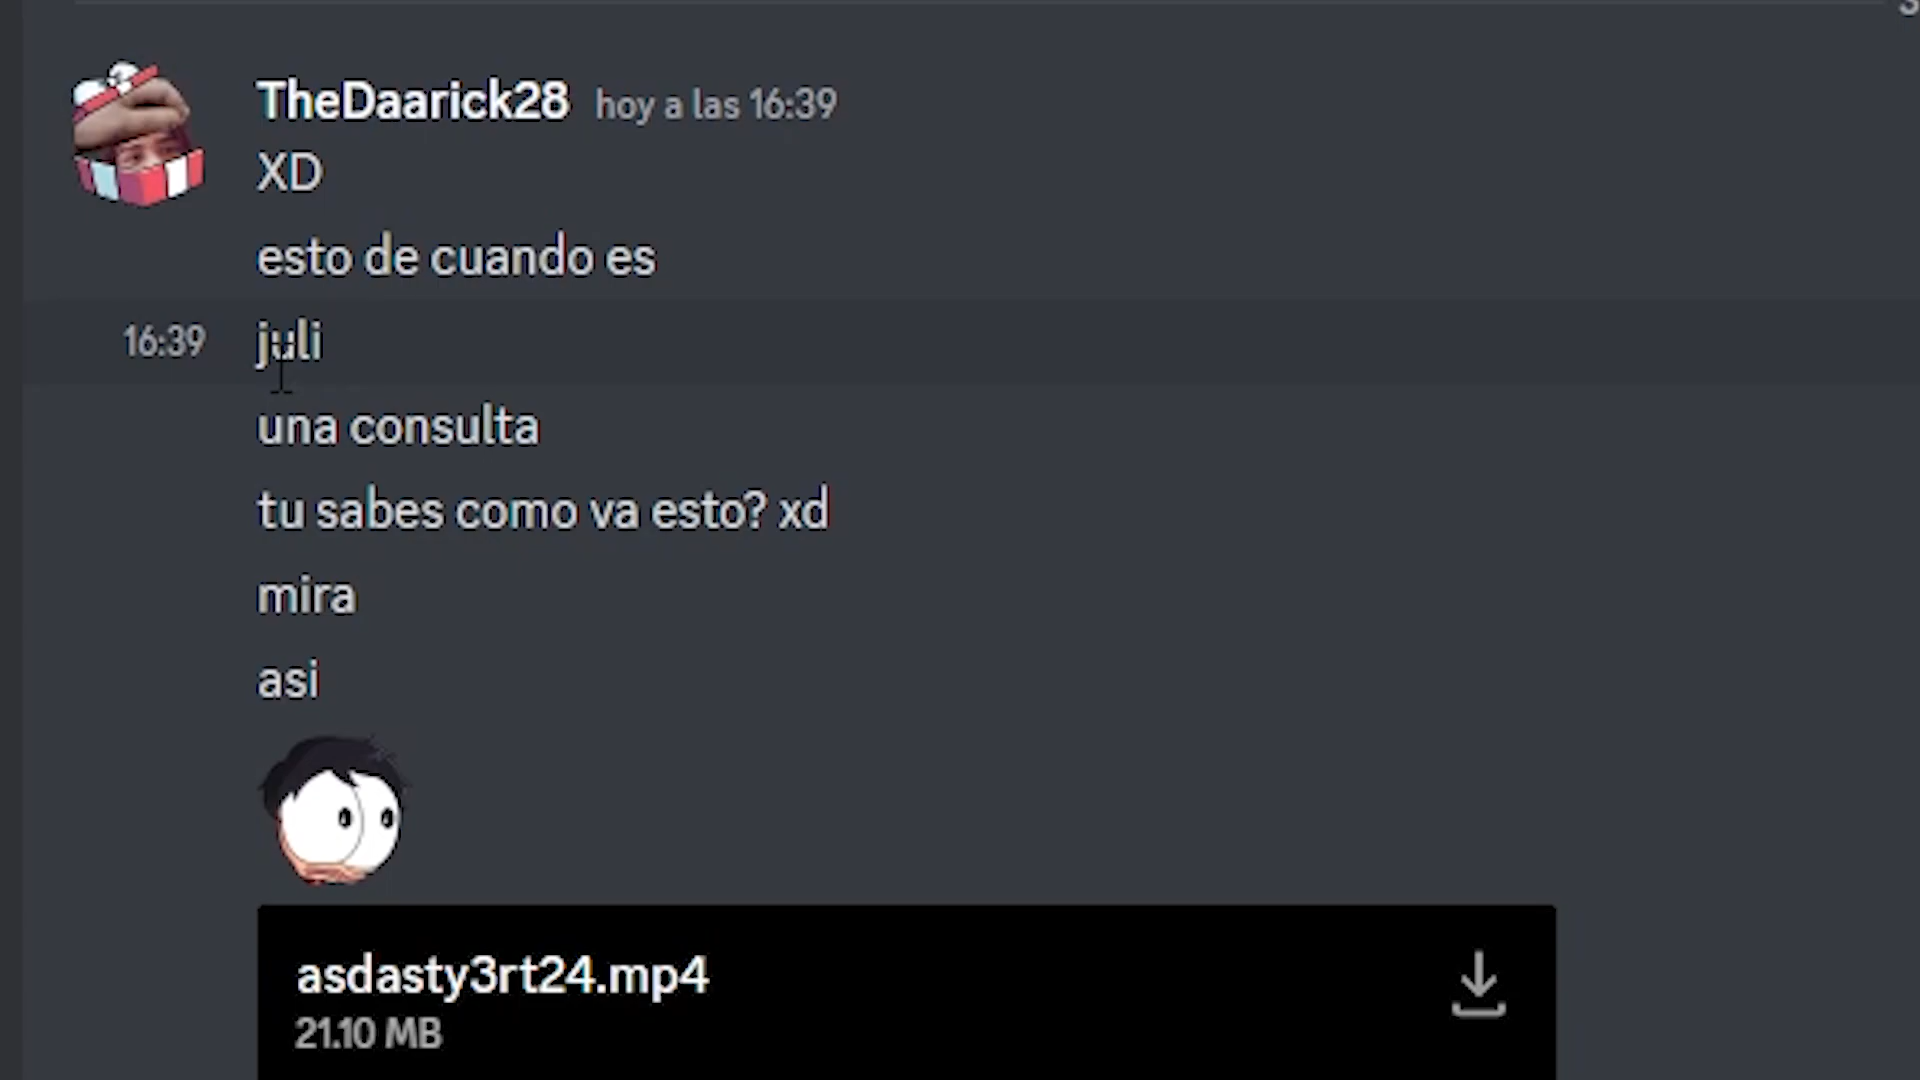 TheDaarick28 hoy a las 16:39
XD
esto de cuando es
16:39 juli
una consulta
tu sabes como va esto? xd
mira
asi
asdasty3rt24.mp4
21.10 MB